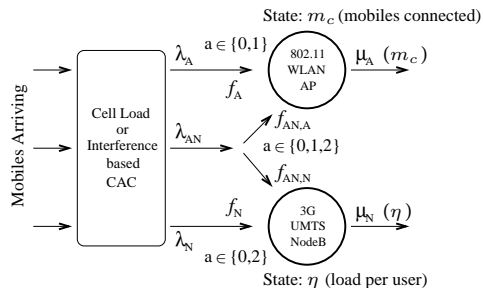 State: m_c (mobiles connected)
Mobiles Arriving
Cell Load
or
Interference
based
CAC
λ_A
a ∈ {0,1}
f_A
802.11
WLAN
AP
μ_A (m_c)
λ_AN
f_AN,A
a ∈ {0,1,2}
f_AN,N
λ_N
f_N
a ∈ {0,2}
3G
UMTS
NodeB
μ_N (η)
State: η (load per user)